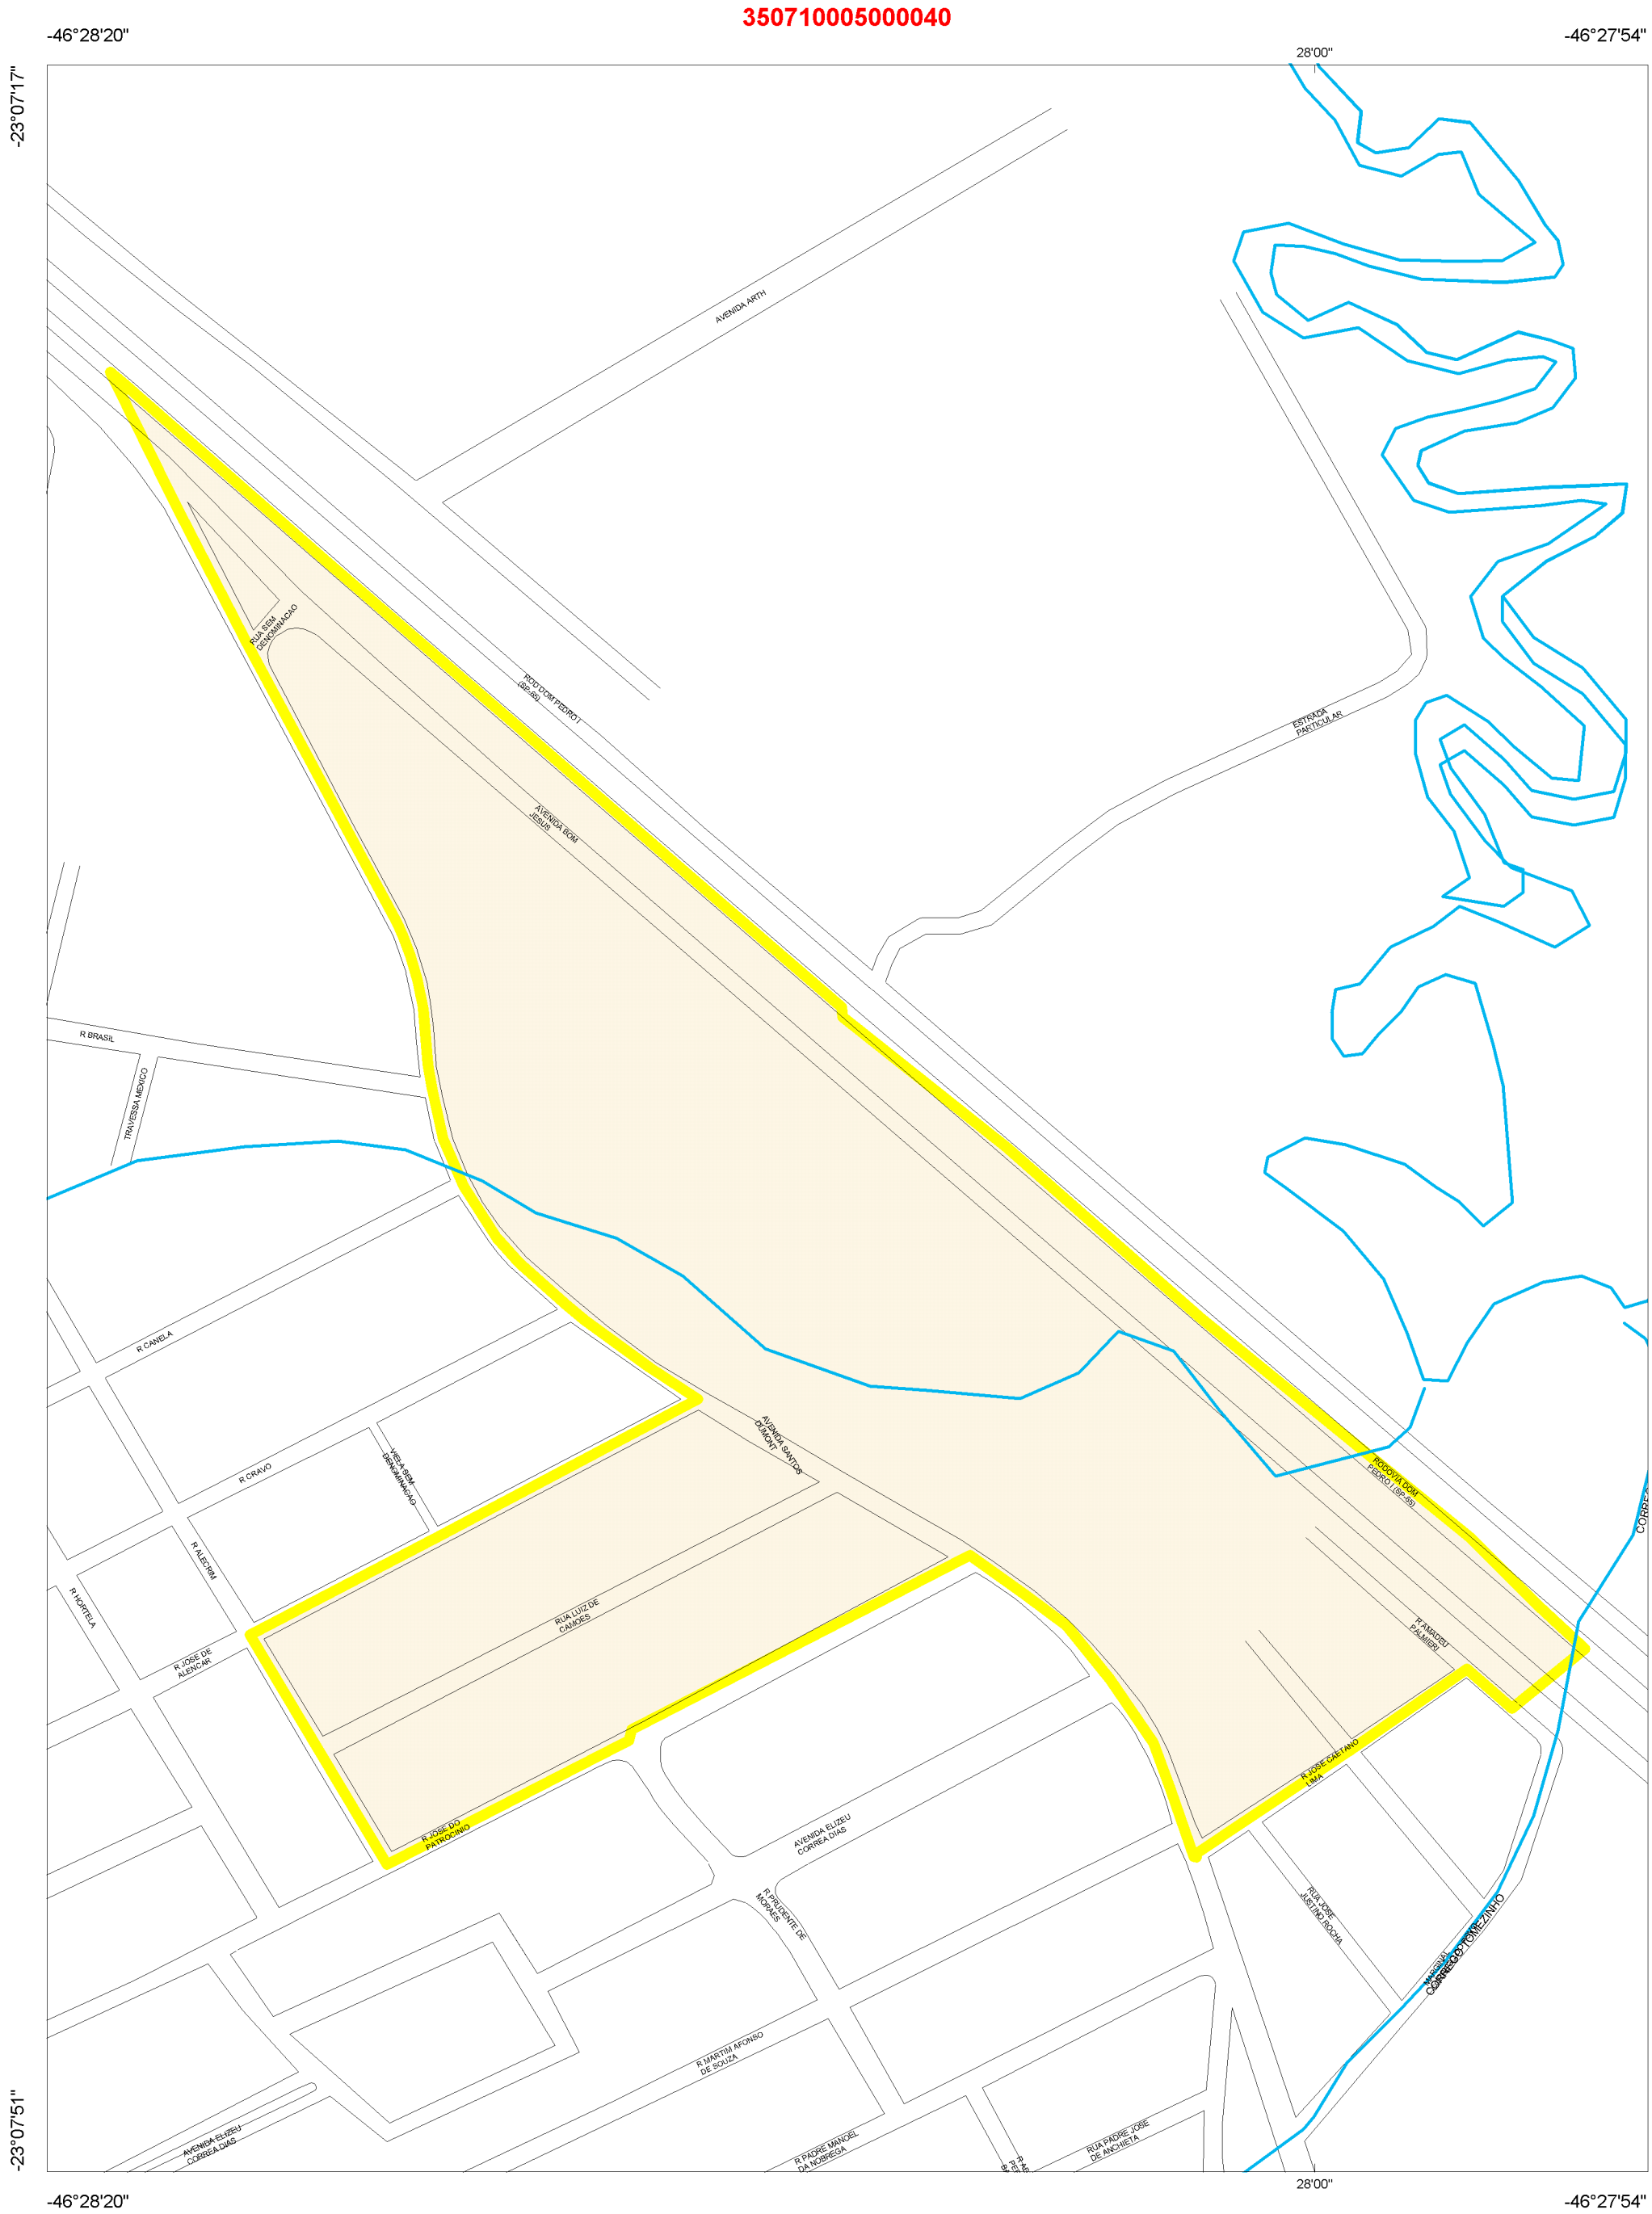 350710005000040
-46°28'20"
-46°27'54"
28'00"
-23°07'17"
AVENIDA ARTH
RUA SEM
DENOMINACAO
ROD DOM PEDRO I
(SP-65)
ESTRADA
PARTICULAR
AVENIDA BOM
JESUS
R BRASIL
TRAVESSA MEXICO
R CANELA
R CRAVO
VIELA SEM
DENOMINACAO
AVENIDA SANTOS
DUMONT
RODOVIA DOM
PEDRO I (SP-65)
CORREG
R ALECRIM
R HORTELA
RUA LUIZ DE
CAMOES
R JOSE DE
ALENCAR
R AMADEU
PALMIERI
R JOSE CAETANO
LIMA
R JOSE DO
PATROCINIO
AVENIDA ELIZEU
CORREA DIAS
R PRUDENTE DE
MORAES
RUA JOSE
JUSTINO ROCHA
MARGINAL
CORREGO TOMEZINHO
R MARTIM AFONSO
DE SOUZA
AVENIDA ELIZEU
CORREA DIAS
R PADRE MANOEL
DA NOBREGA
RUA PADRE JOSE
DE ANCHIETA
-23°07'51"
-46°28'20"
28'00"
-46°27'54"